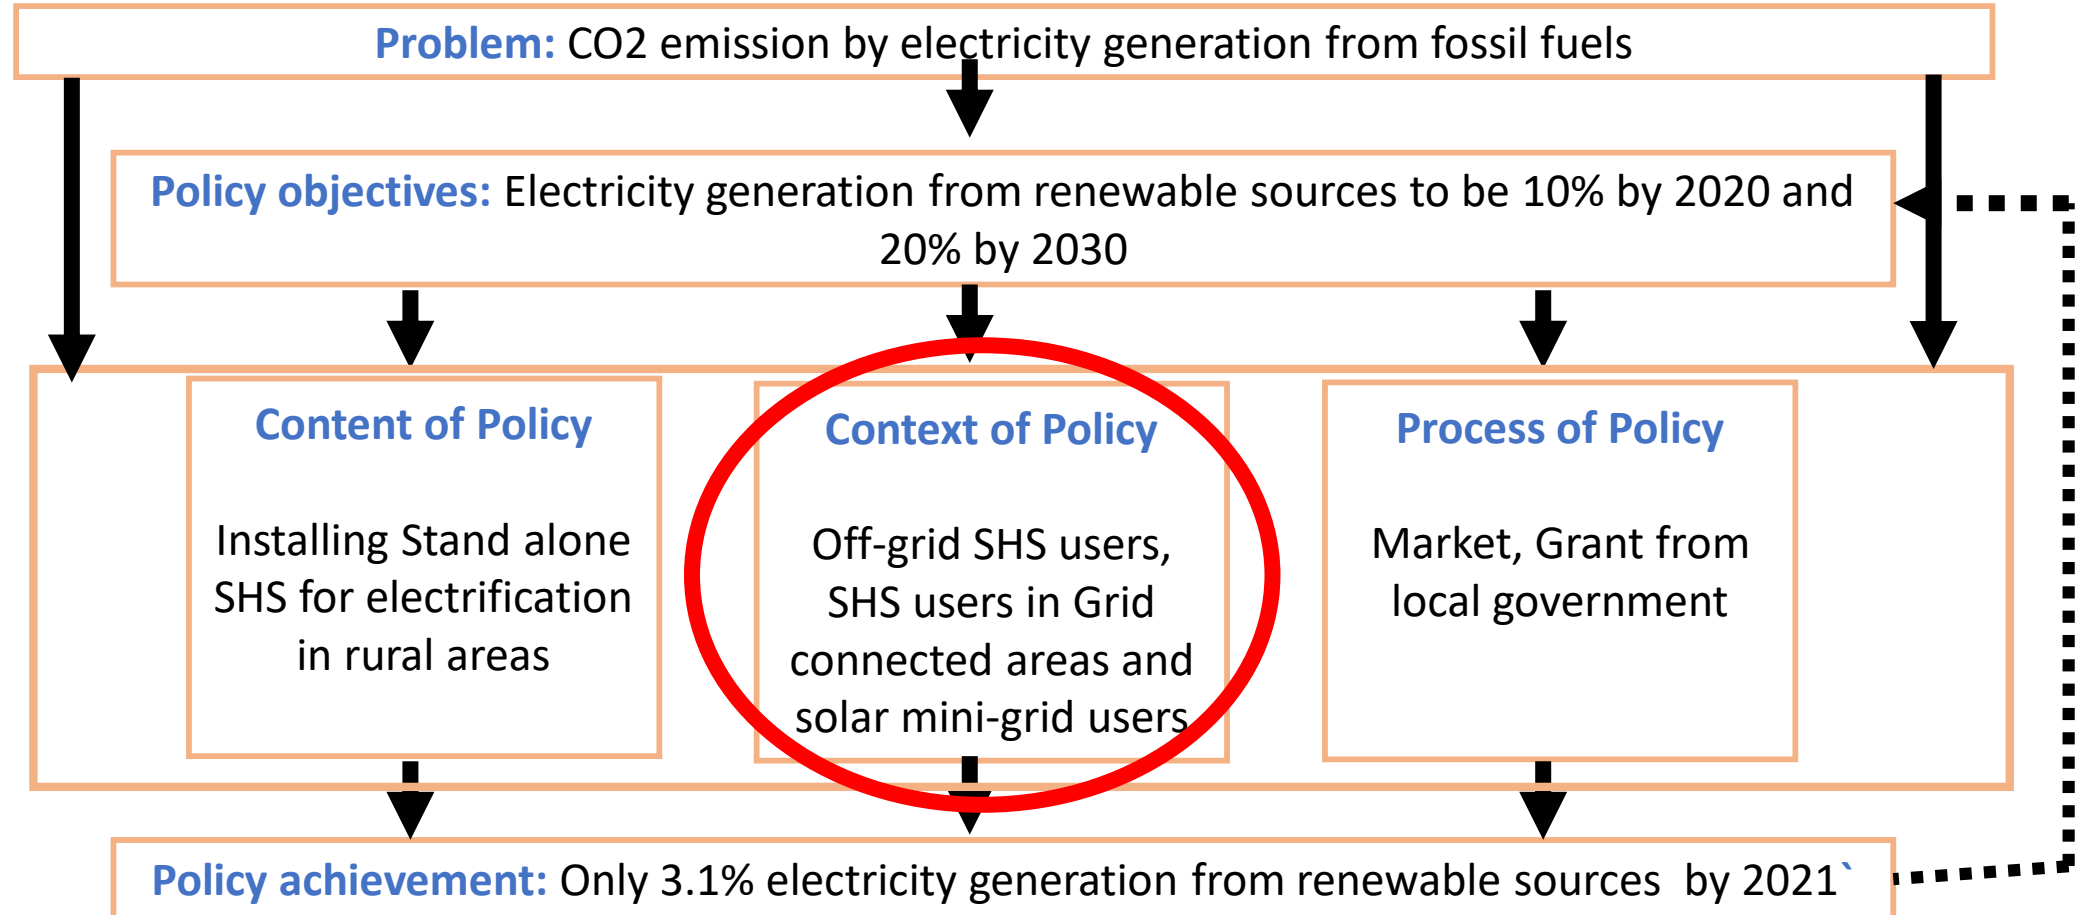 Problem: CO2 emission by electricity generation from fossil fuels
Policy objectives: Electricity generation from renewable sources to be 10% by 2020 and
20% by 2030
Content of Policy
Installing Stand alone
SHS for electrification
in rural areas
Context of Policy
Off-grid SHS users,
SHS users in Grid
connected areas and
solar mini-grid users
Process of Policy
Market, Grant from
local government
Policy achievement: Only 3.1% electricity generation from renewable sources  by 2021`